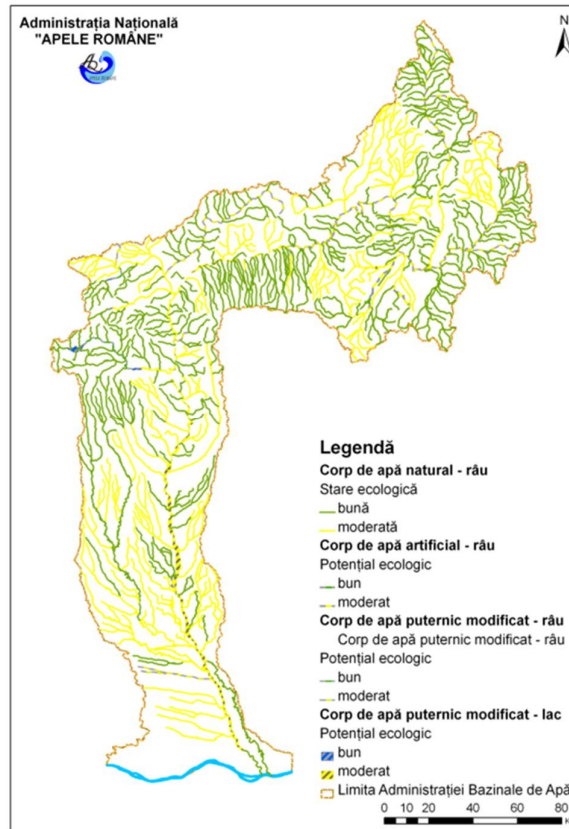 Administrația Națională
"APELE ROMÂNE"
N
Legendă
Corp de apă natural - râu
Stare ecologică
bună
moderată
Corp de apă artificial - râu
Potențial ecologic
bun
moderat
Corp de apă puternic modificat - râu
Corp de apă puternic modificat - râu
Potențial ecologic
bun
moderat
Corp de apă puternic modificat - lac
Potențial ecologic
bun
moderat
Limita Administrației Bazinale de Apă
0 10 20 40 60 80